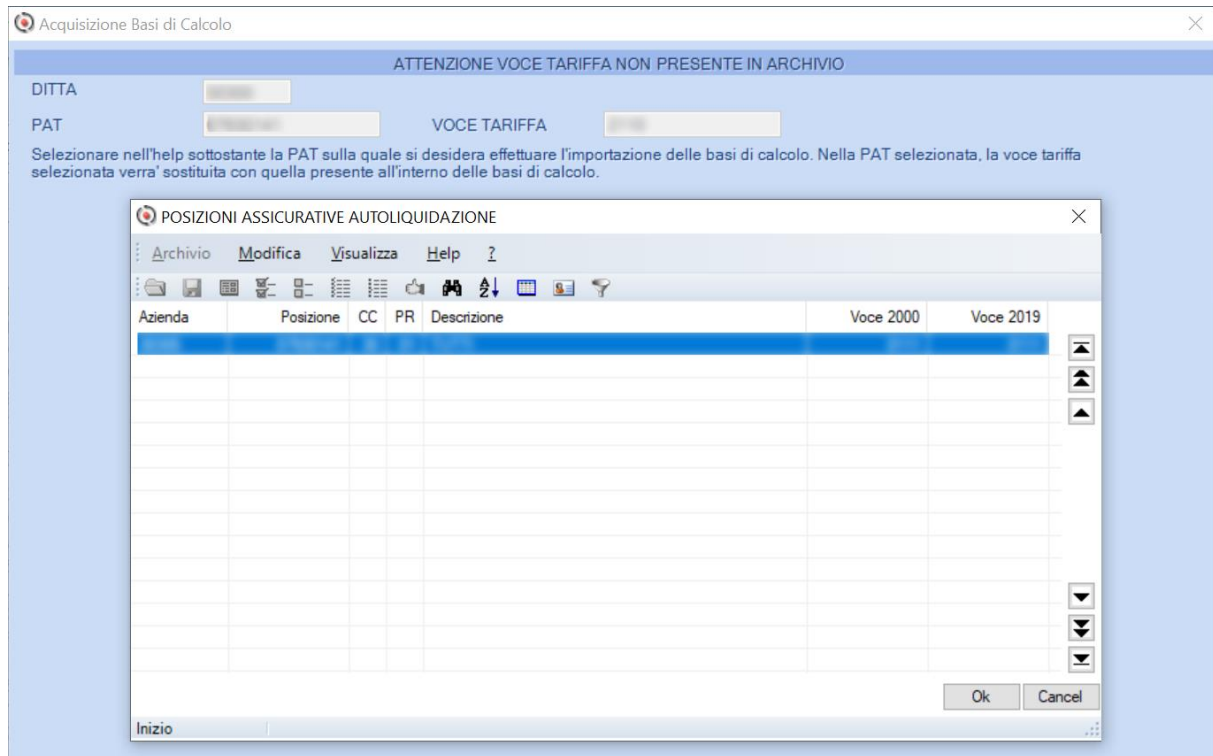 Acquisizione Basi di Calcolo
ATTENZIONE VOCE TARIFFA NON PRESENTE IN ARCHIVIO
DITTA
PAT VOCE TARIFFA
Selezionare nell'help sottostante la PAT sulla quale si desidera effettuare l'importazione delle basi di calcolo. Nella PAT selezionata, la voce tariffa
selezionata verra' sostituita con quella presente all'interno delle basi di calcolo.
POSIZIONI ASSICURATIVE AUTOLIQUIDAZIONE
Archivio Modifica Visualizza Help ?
Azienda Posizione CC PR Descrizione Voce 2000 Voce 2019
Ok Cancel
Inizio